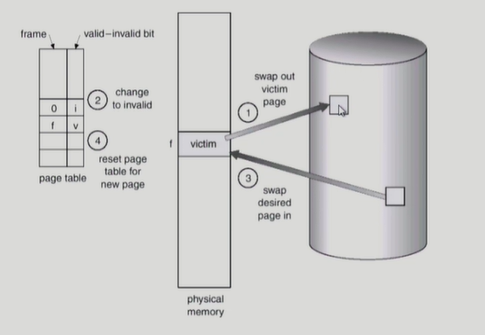 frame
valid–invalid bit
0 i
f v
2
change
to invalid
4
reset page
table for
new page
page table
f
victim
swap out
victim
page
1
3
swap
desired
page in
physical
memory